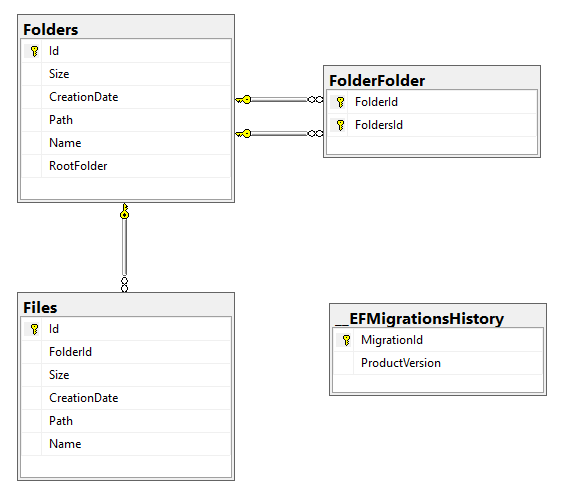 Folders
Id
Size
CreationDate
Path
Name
RootFolder
FolderFolder
FolderId
FoldersId
Files
Id
FolderId
Size
CreationDate
Path
Name
__EFMigrationsHistory
MigrationId
ProductVersion